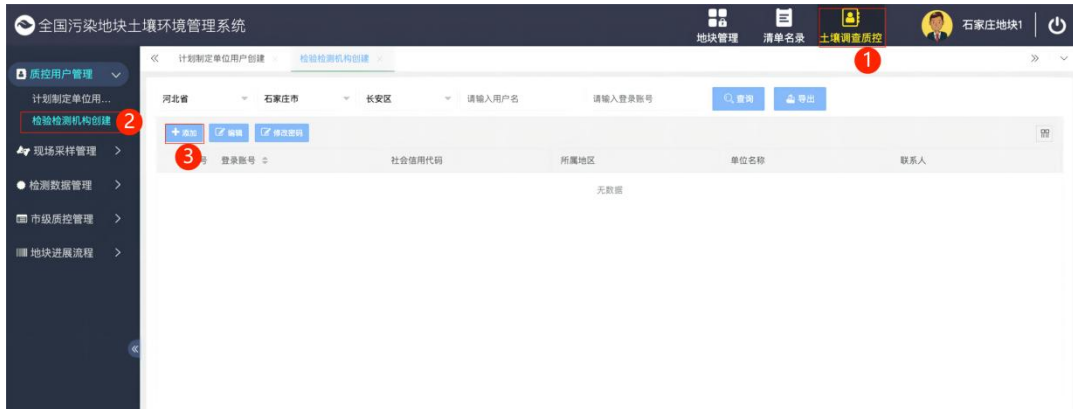 全国污染地块土壤环境管理系统
地块管理
清单名录
土壤调查质控
石家庄地块1
1
计划制定单位用户创建
检验检测机构创建
质控用户管理
计划制定单位用...
检验检测机构创建
2
现场采样管理
检测数据管理
市级质控管理
地块进展流程
河北省
石家庄市
长安区
请输入用户名
请输入登录账号
查询
导出
添加
编辑
修改密码
3
号
登录账号
社会信用代码
所属地区
单位名称
联系人
无数据